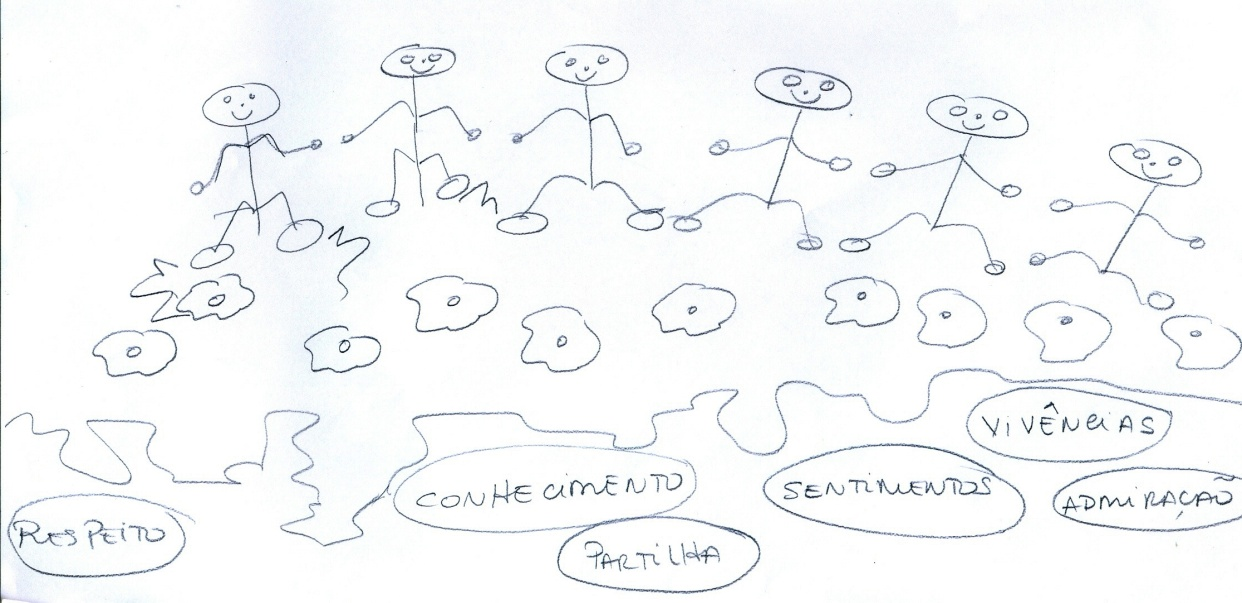 VIVÊNCIAS
RESPEITO
CONHECIMENTO
SENTIMENTOS
ADMIRAÇÃO
PARTILHA